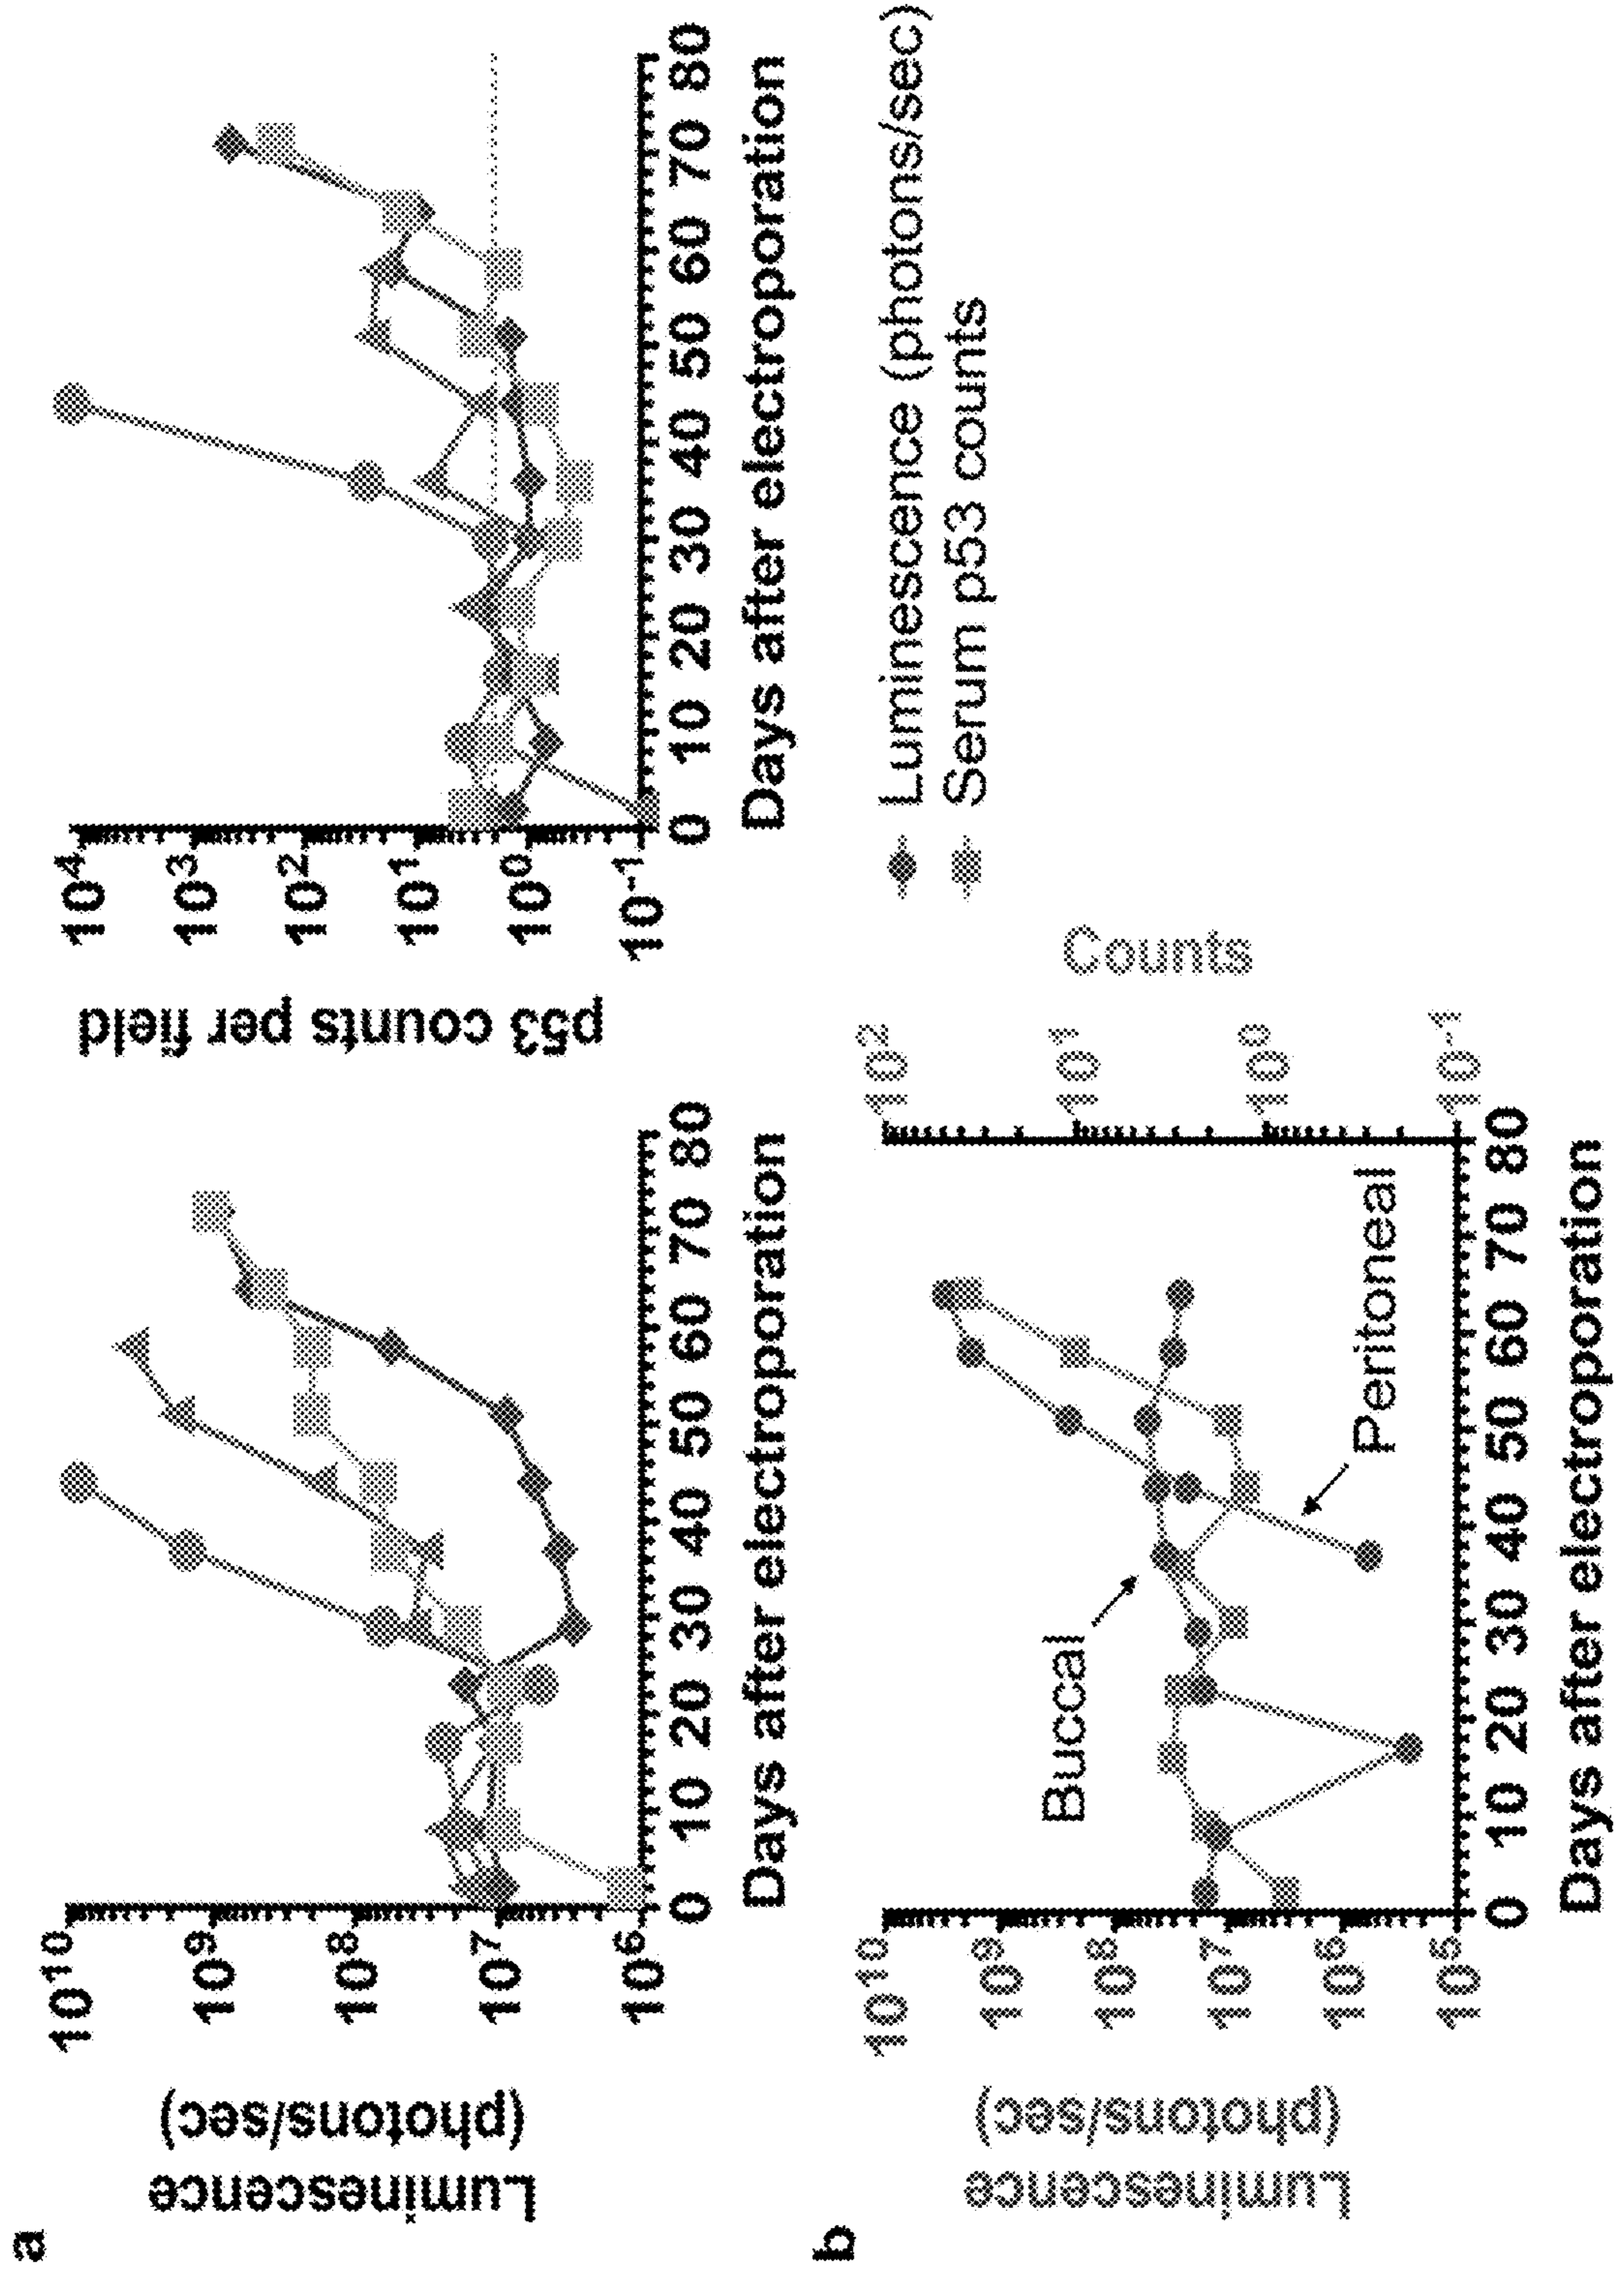 a
Luminescence
(photons/sec)
10^10
10^9
10^8
10^7
10^6
0 10 20 30 40 50 60 70 80
Days after electroporation
p53 counts per field
10^4
10^3
10^2
10^1
10^0
10^-1
0 10 20 30 40 50 60 70 80
Days after electroporation
b
Luminescence
(photons/sec)
10^10
10^9
10^8
10^7
10^6
10^5
Buccal
Peritoneal
0 10 20 30 40 50 60 70 80
Days after electroporation
10^2
10^1
10^0
10^-1
Counts
Luminescence (photons/sec)
Serum p53 counts